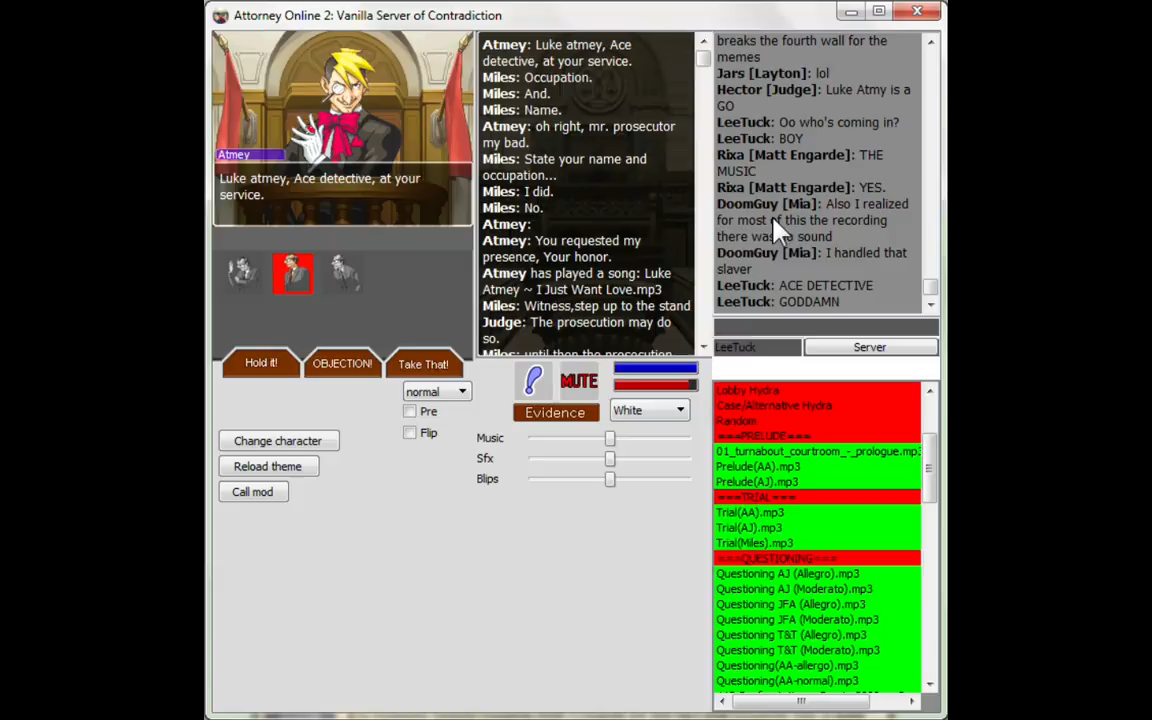 Attorney Online 2: Vanilla Server of Contradiction
Atmey
Luke atmey, Ace detective, at your
service.
Atmey: Luke atmey, Ace
detective, at your service.
Miles: Occupation.
Miles: And.
Miles: Name.
Atmey: oh right, mr. prosecutor
my bad.
Miles: State your name and
occupation...
Miles: I did.
Miles: No.
Atmey:
Atmey: You requested my
presence, Your honor.
Atmey has played a song: Luke
Atmey ~ I Just Want Love.mp3
Miles: Witness,step up to the stand
Judge: The prosecution may do
so.
Miles: until then the prosecution
breaks the fourth wall for the
memes
Jars [Layton]: lol
Hector [Judge]: Luke Atmy is a
GO
LeeTuck: Oo who's coming in?
LeeTuck: BOY
Rixa [Matt Engarde]: THE
MUSIC
Rixa [Matt Engarde]: YES.
DoomGuy [Mia]: Also I realized
for most of this the recording
there was sound
DoomGuy [Mia]: I handled that
slaver
LeeTuck: ACE DETECTIVE
LeeTuck: GODDAMN
LeeTuck
Server
Hold it!
OBJECTION!
Take That!
normal
Pre
Flip
MUTE
Evidence
White
Music
Sfx
Blips
Change character
Reload theme
Call mod
Lobby Hydra
Case/Alternative Hydra
Random
===PRELUDE===
01_turnabout_courtroom_-_prologue.mp3
Prelude(AA).mp3
Prelude(AJ).mp3
===TRIAL===
Trial(AA).mp3
Trial(AJ).mp3
Trial(Miles).mp3
===QUESTIONING===
Questioning AJ (Allegro).mp3
Questioning AJ (Moderato).mp3
Questioning JFA (Allegro).mp3
Questioning JFA (Moderato).mp3
Questioning T&T (Allegro).mp3
Questioning T&T (Moderato).mp3
Questioning(AA-allergo).mp3
Questioning(AA-normal).mp3